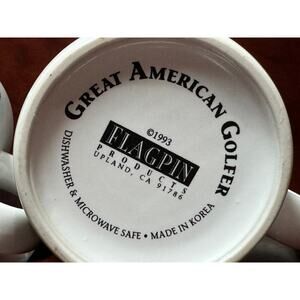 GREAT AMERICAN GOLFER
©1993
FLAGPIN
PRODUCTS
UPLAND, CA 91786
DISHWASHER & MICROWAVE SAFE • MADE IN KOREA